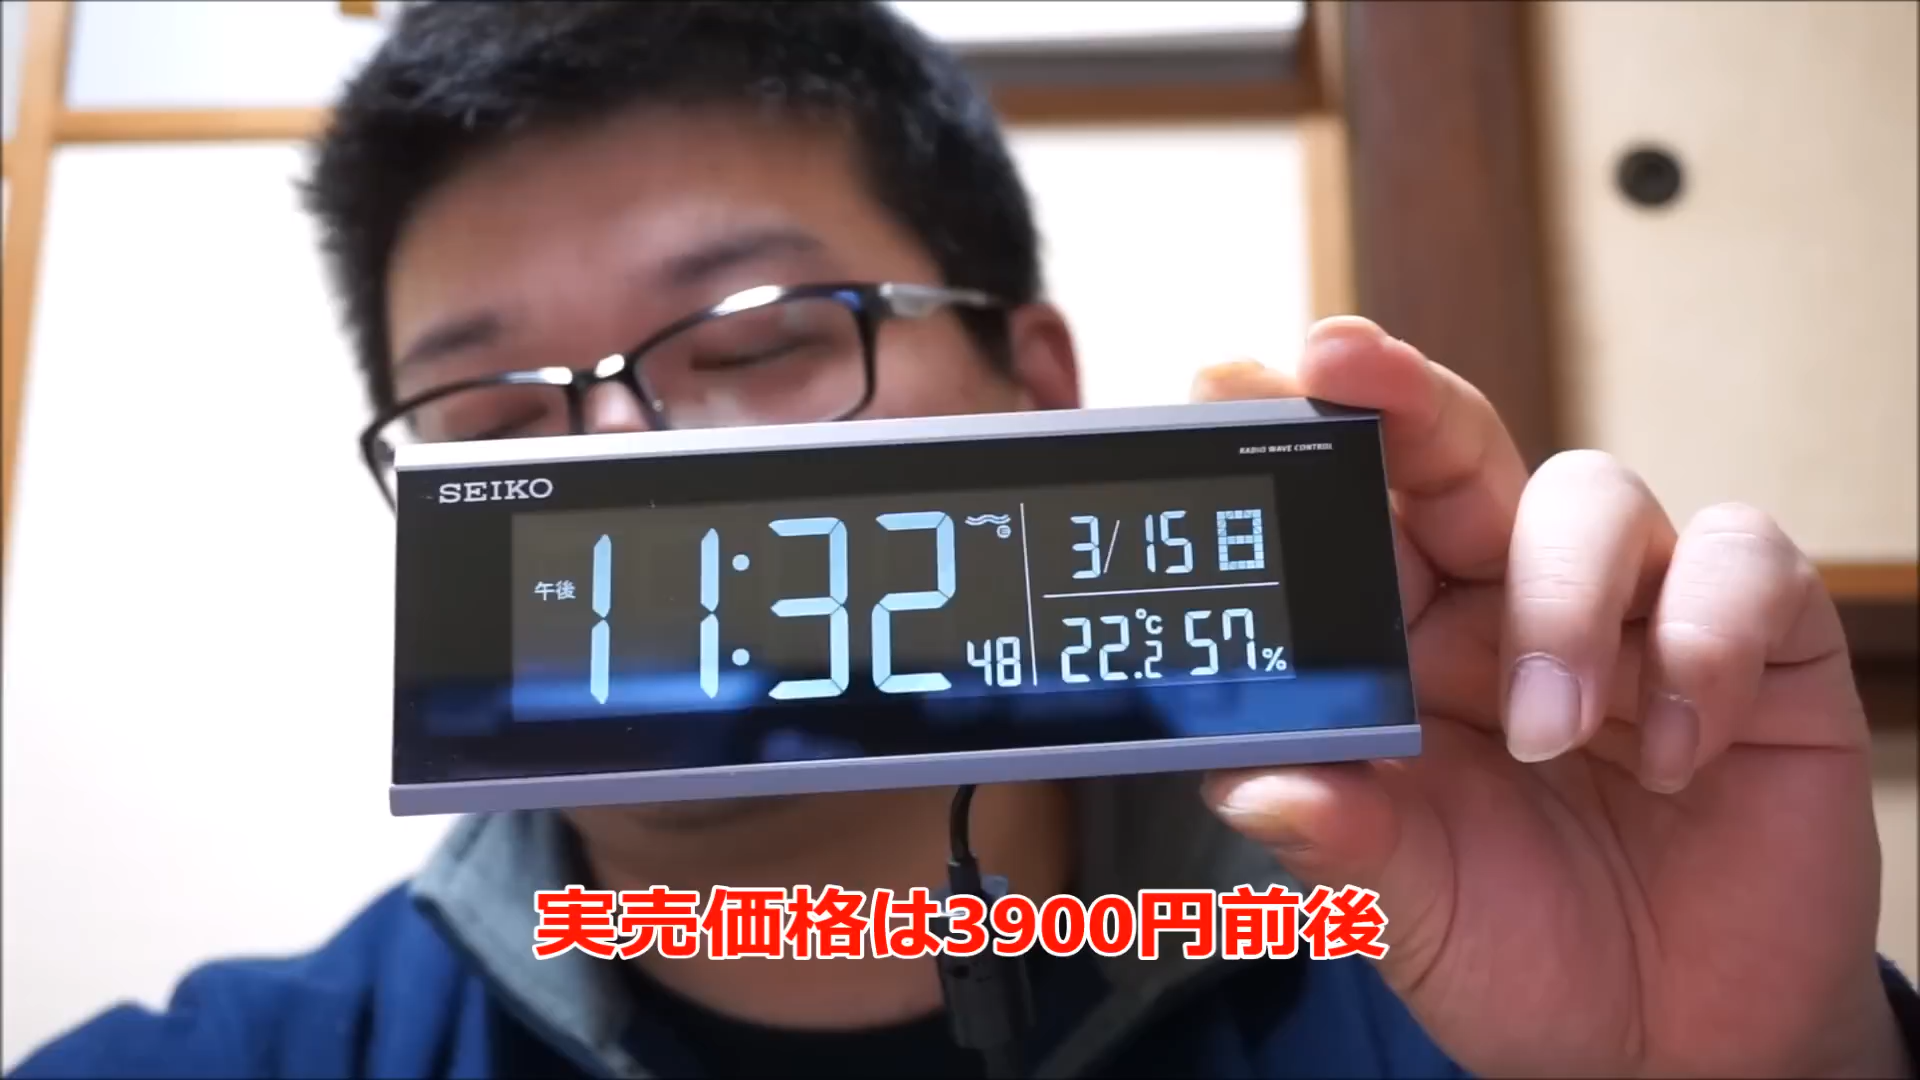 RADIO WAVE CONTROL
SEIKO
午後 11:32 48
3/15 日
22.2℃ 57%
実売価格は3900円前後